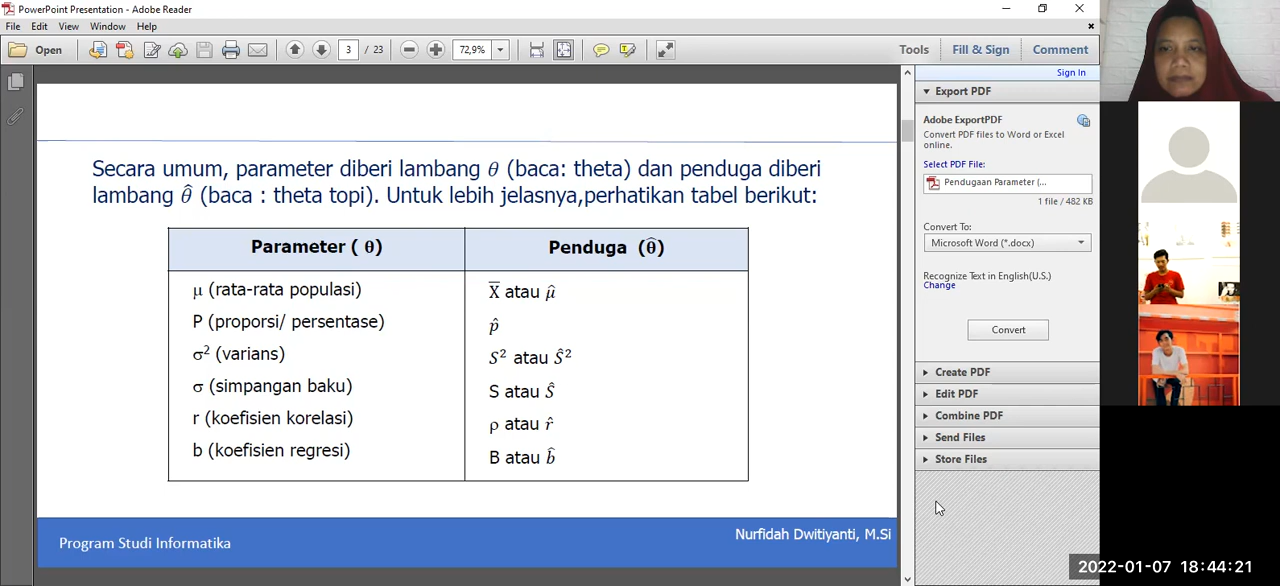 PowerPoint Presentation - Adobe Reader
File Edit View Window Help
Open 3 / 23 72,9% Tools Fill & Sign Comment
Sign In
Secara umum, parameter diberi lambang θ (baca: theta) dan penduga diberi
lambang θ̂ (baca : theta topi). Untuk lebih jelasnya,perhatikan tabel berikut:
Parameter ( θ) Penduga (θ̂)
μ (rata-rata populasi) X̅ atau μ̂
P (proporsi/ persentase) p̂
σ² (varians) S² atau Ŝ²
σ (simpangan baku) S atau Ŝ
r (koefisien korelasi) ρ atau r̂
b (koefisien regresi) B atau b̂
Program Studi Informatika
Nurfidah Dwitiyanti, M.Si
Export PDF
Adobe ExportPDF
Convert PDF files to Word or Excel
online.
Select PDF File:
Pendugaan Parameter (...
1 file / 482 KB
Convert To:
Microsoft Word (*.docx)
Recognize Text in English(U.S.)
Change
Convert
Create PDF
Edit PDF
Combine PDF
Send Files
Store Files
2022-01-07 18:44:21